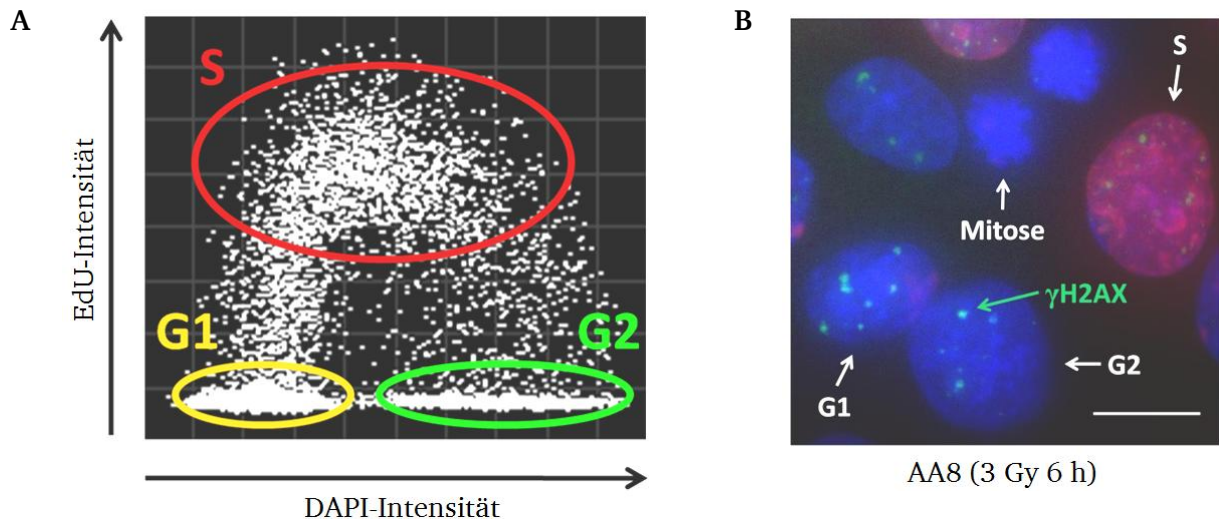 A
EdU-Intensität
S
G1
G2
DAPI-Intensität
B
S
Mitose
γH2AX
G2
G1
AA8 (3 Gy 6 h)